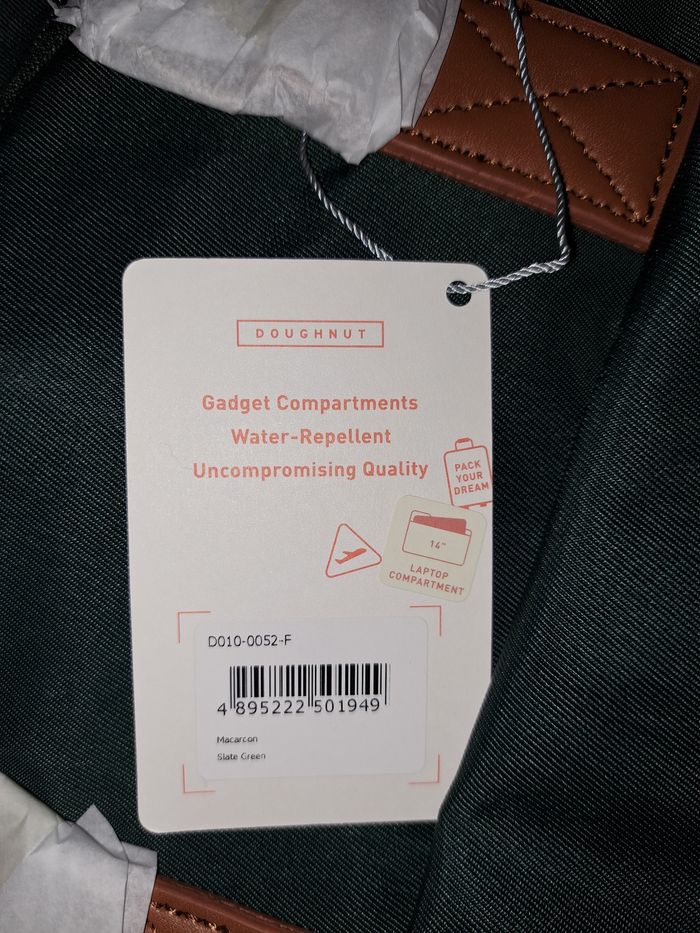 DOUGHNUT
Gadget Compartments
Water-Repellent
Uncompromising Quality
PACK
YOUR
DREAM
14"
LAPTOP
COMPARTMENT
D010-0052-F
4 895222 501949
Macarcon
Slate Green